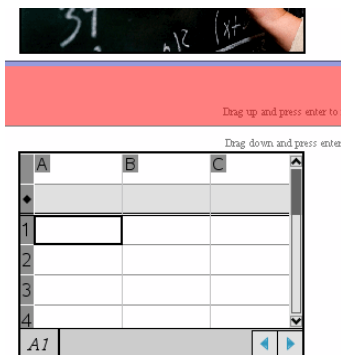 Drag up and press enter to
Drag down and press enter
A B C
◆
1
2
3
4
A1